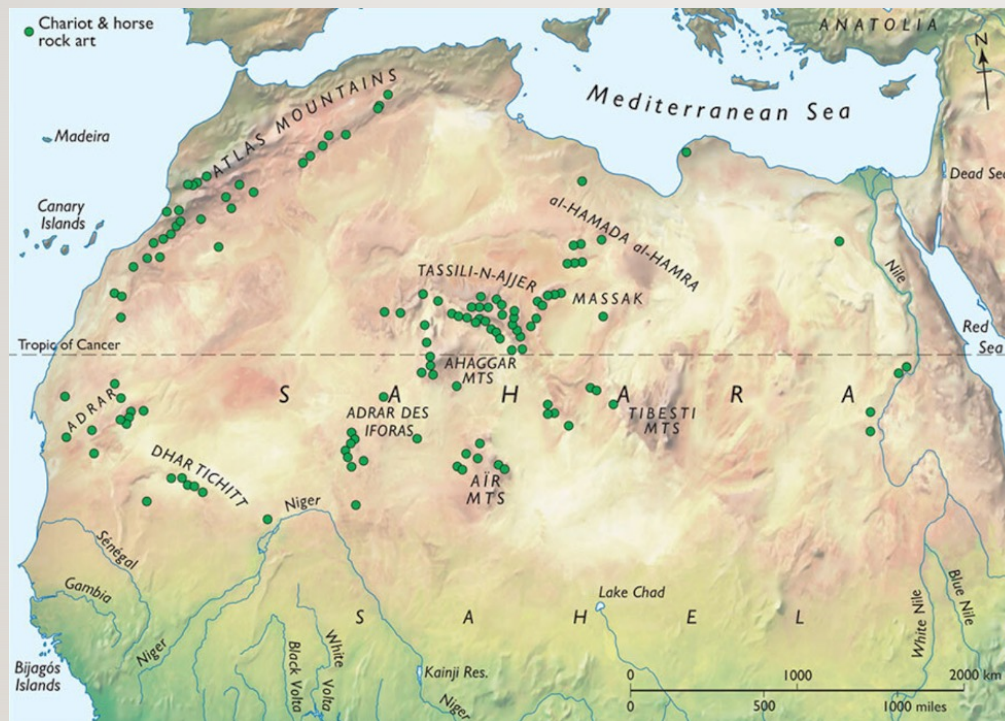 Chariot & horse
rock art
ANATOLIA
N
ATLAS MOUNTAINS
Mediterranean Sea
Madeira
Dead Sea
Canary
Islands
al-HAMADA al-HAMRA
Nile
TASSILI-N-AJJER
MASSAK
Red
Sea
Tropic of Cancer
AHAGGAR
MTS
S A H A R A
ADRAR
ADRAR DES
IFORAS
TIBESTI
MTS
DHAR TICHITT
AÏR
MTS
Niger
Sénégal
Gambia
Lake Chad
S A H E L
White Nile
Blue Nile
Bijagós
Islands
Niger
Black Volta
White
Volta
Kainji Res.
Niger
0 1000 2000 km
0 500 1000 miles